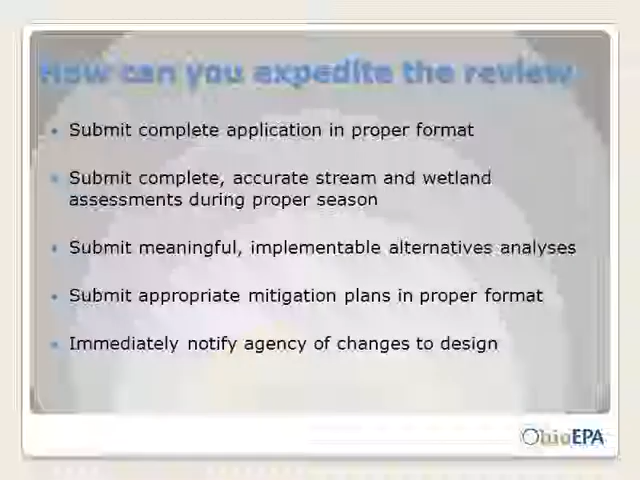 How can you expedite the review
Submit complete application in proper format
Submit complete, accurate stream and wetland
assessments during proper season
Submit meaningful, implementable alternatives analyses
Submit appropriate mitigation plans in proper format
Immediately notify agency of changes to design
OhioEPA